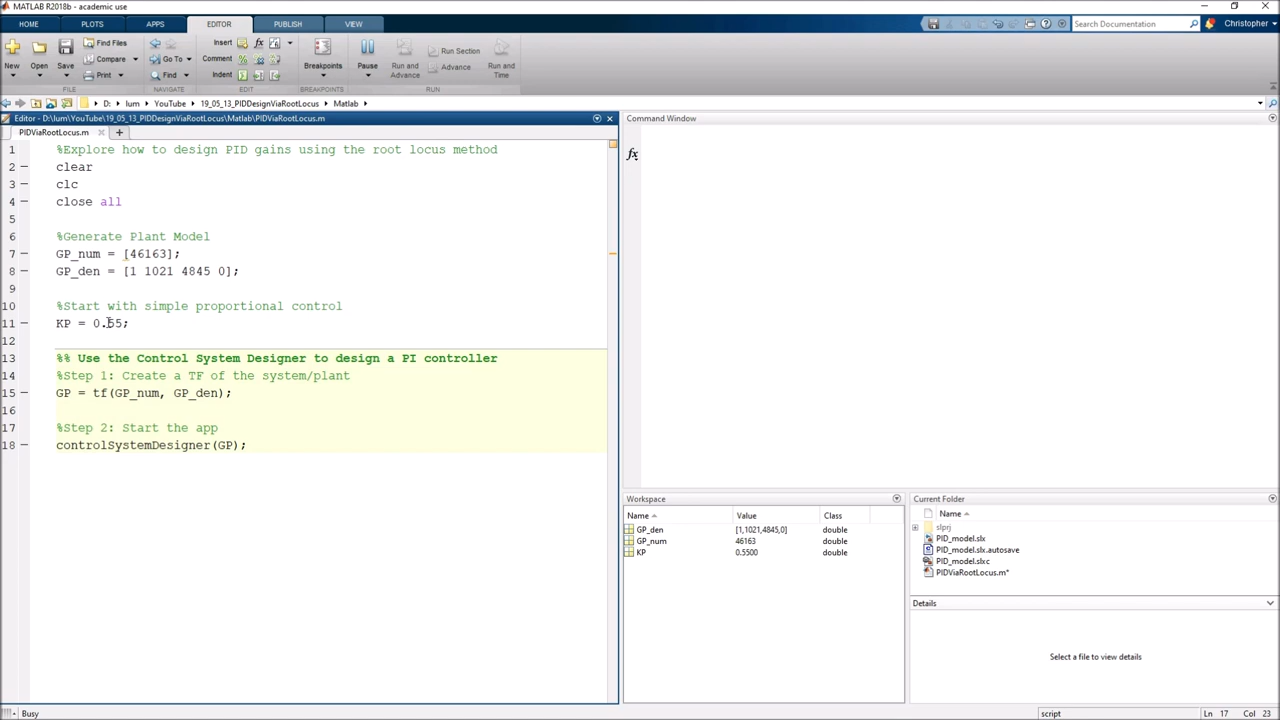 MATLAB R2018b - academic use
HOME PLOTS APPS EDITOR PUBLISH VIEW Search Documentation Christopher
New Open Save Find Files Compare Print Go To Find Insert Comment Indent Breakpoints Pause Run and Advance Run Section Advance Run and Time
FILE NAVIGATE EDIT BREAKPOINTS RUN
D: Ium YouTube 19_05_13_PIDDesignViaRootLocus Matlab
Editor - D:\Ium\YouTube\19_05_13_PIDDesignViaRootLocus\Matlab\PIDViaRootLocus.m
PIDViaRootLocus.m
1 %Explore how to design PID gains using the root locus method
2 clear
3 clc
4 close all
5
6 %Generate Plant Model
7 GP_num = [46163];
8 GP_den = [1 1021 4845 0];
9
10 %Start with simple proportional control
11 KP = 0.55;
12
13 %% Use the Control System Designer to design a PI controller
14 %Step 1: Create a TF of the system/plant
15 GP = tf(GP_num, GP_den);
16
17 %Step 2: Start the app
18 controlSystemDesigner(GP);
Command Window
fx
Workspace
Name Value Class
GP_den [1,1021,4845,0] double
GP_num 46163 double
KP 0.5500 double
Current Folder
Name
slprj
PID_model.slx
PID_model.slx.autosave
PID_model.slxc
PIDViaRootLocus.m*
Details
Select a file to view details
Busy script Ln 17 Col 23